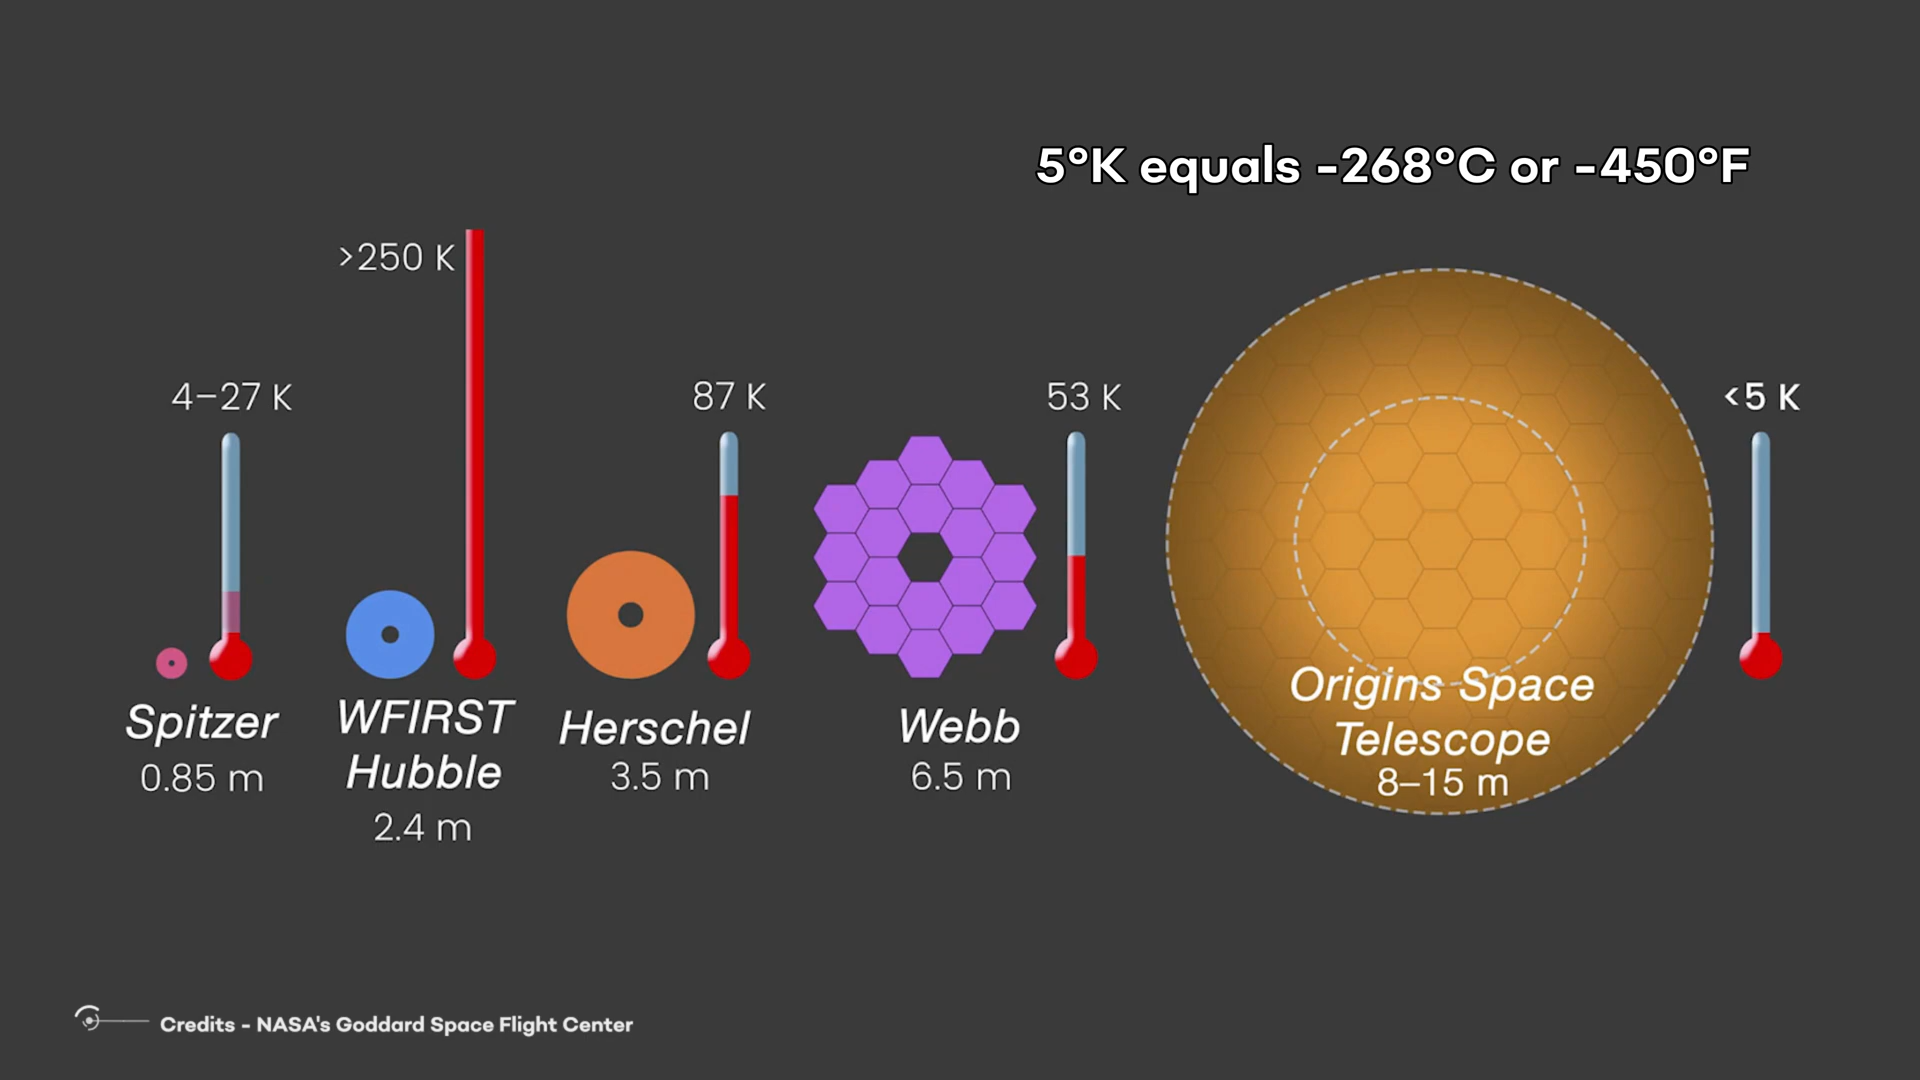 5°K equals -268°C or -450°F
>250 K
4–27 K
87 K
53 K
<5 K
Spitzer
0.85 m
WFIRST
Hubble
2.4 m
Herschel
3.5 m
Webb
6.5 m
Origins Space
Telescope
8–15 m
Credits - NASA's Goddard Space Flight Center